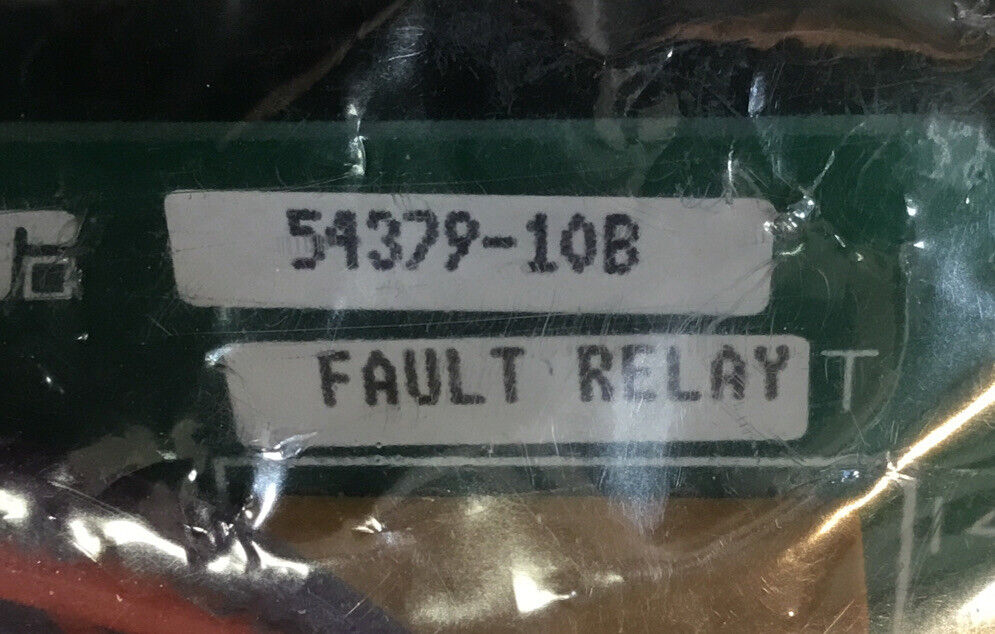 54379-10B
FAULT RELAY T